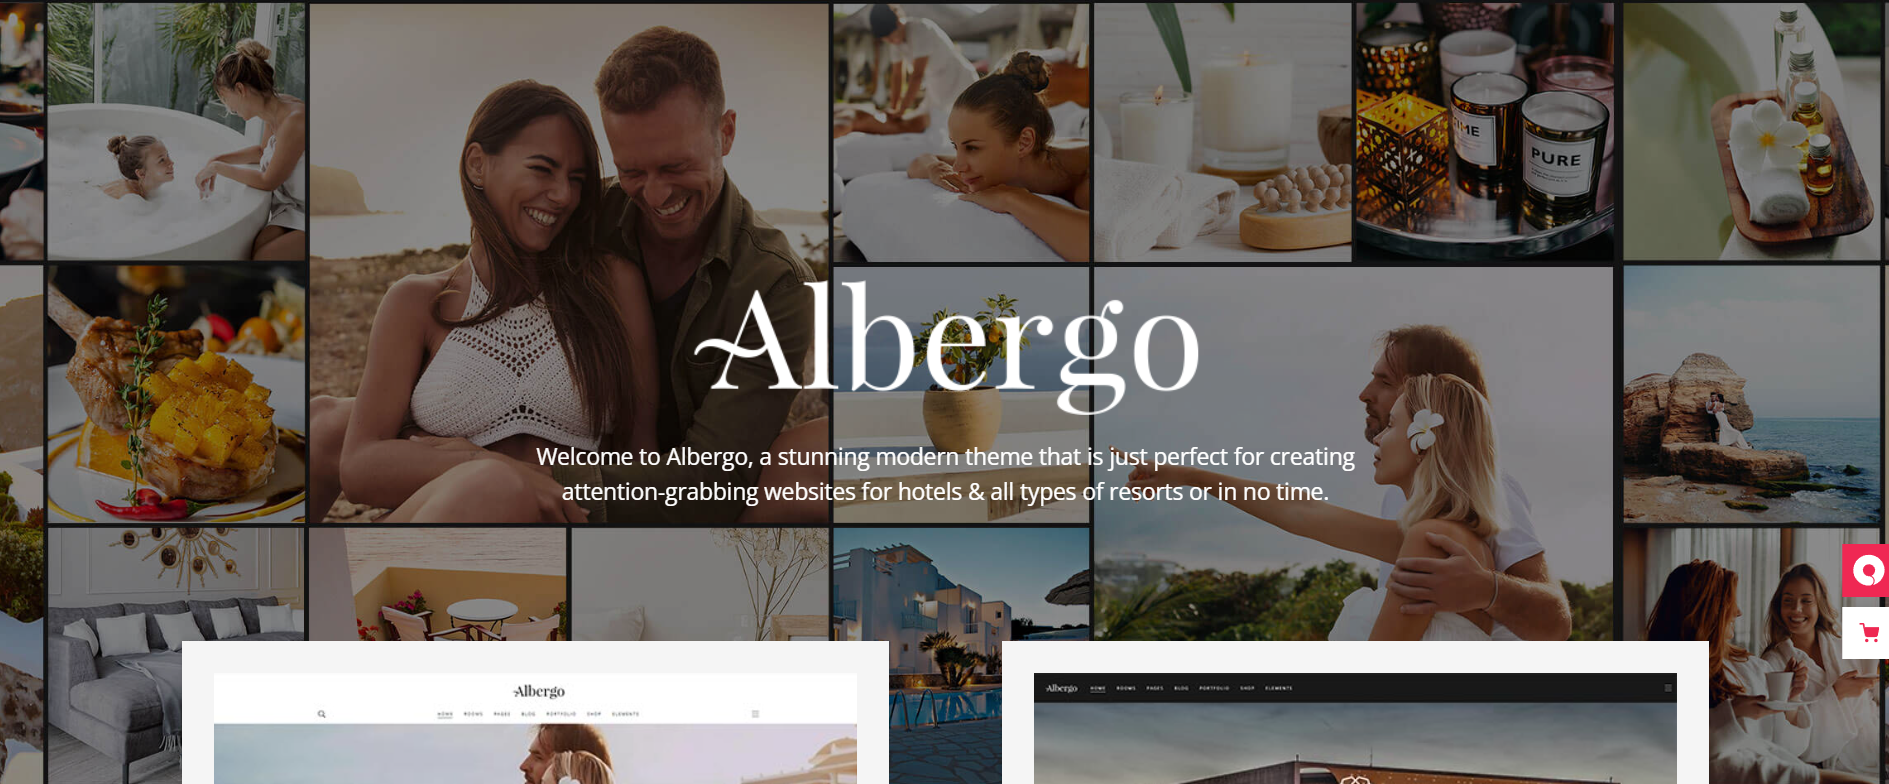 PURE
Albergo
Welcome to Albergo, a stunning modern theme that is just perfect for creating
attention-grabbing websites for hotels & all types of resorts or in no time.
Albergo
HOME ROOMS PAGES BLOG PORTFOLIO SHOP ELEMENTS
Albergo HOME ROOMS PAGES BLOG PORTFOLIO SHOP ELEMENTS